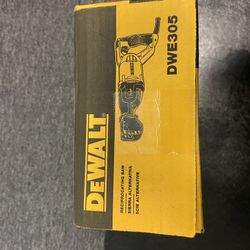 DEWALT
RECIPROCATING SAW
SIERRA ALTERNATIVA
SCIE ALTERNATIVE
DWE305